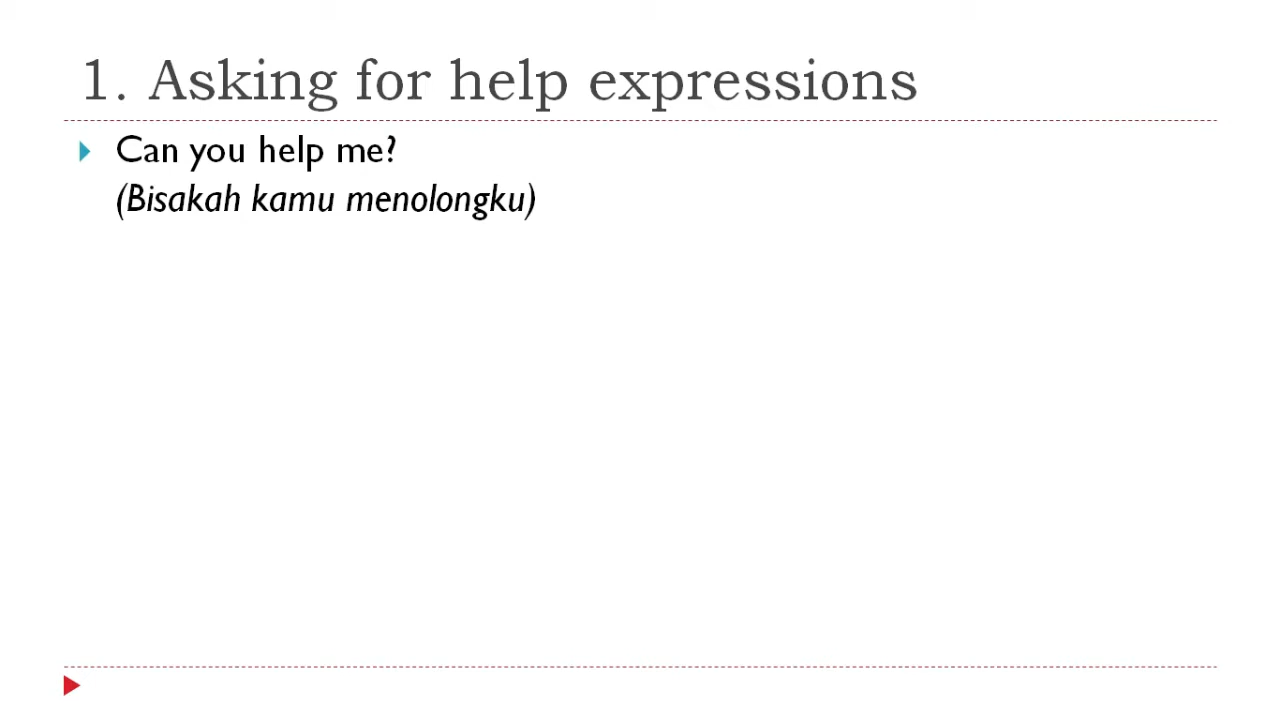 1. Asking for help expressions
Can you help me?
(Bisakah kamu menolongku)